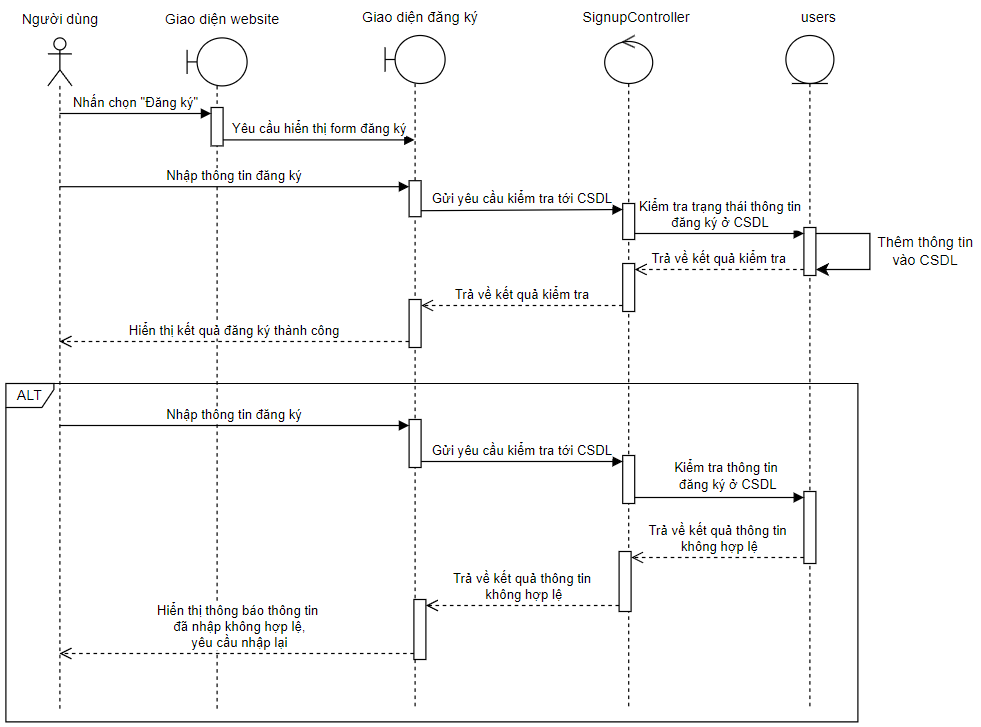 Người dùng
Giao diện website
Giao diện đăng ký
SignupController
users
Nhấn chọn "Đăng ký"
Yêu cầu hiển thị form đăng ký
Nhập thông tin đăng ký
Gửi yêu cầu kiểm tra tới CSDL
Kiểm tra trạng thái thông tin
đăng ký ở CSDL
Thêm thông tin
vào CSDL
Trả về kết quả kiểm tra
Trả về kết quả kiểm tra
Hiển thị kết quả đăng ký thành công
ALT
Nhập thông tin đăng ký
Gửi yêu cầu kiểm tra tới CSDL
Kiểm tra thông tin
đăng ký ở CSDL
Trả về kết quả thông tin
không hợp lệ
Trả về kết quả thông tin
không hợp lệ
Hiển thị thông báo thông tin
đã nhập không hợp lệ,
yêu cầu nhập lại